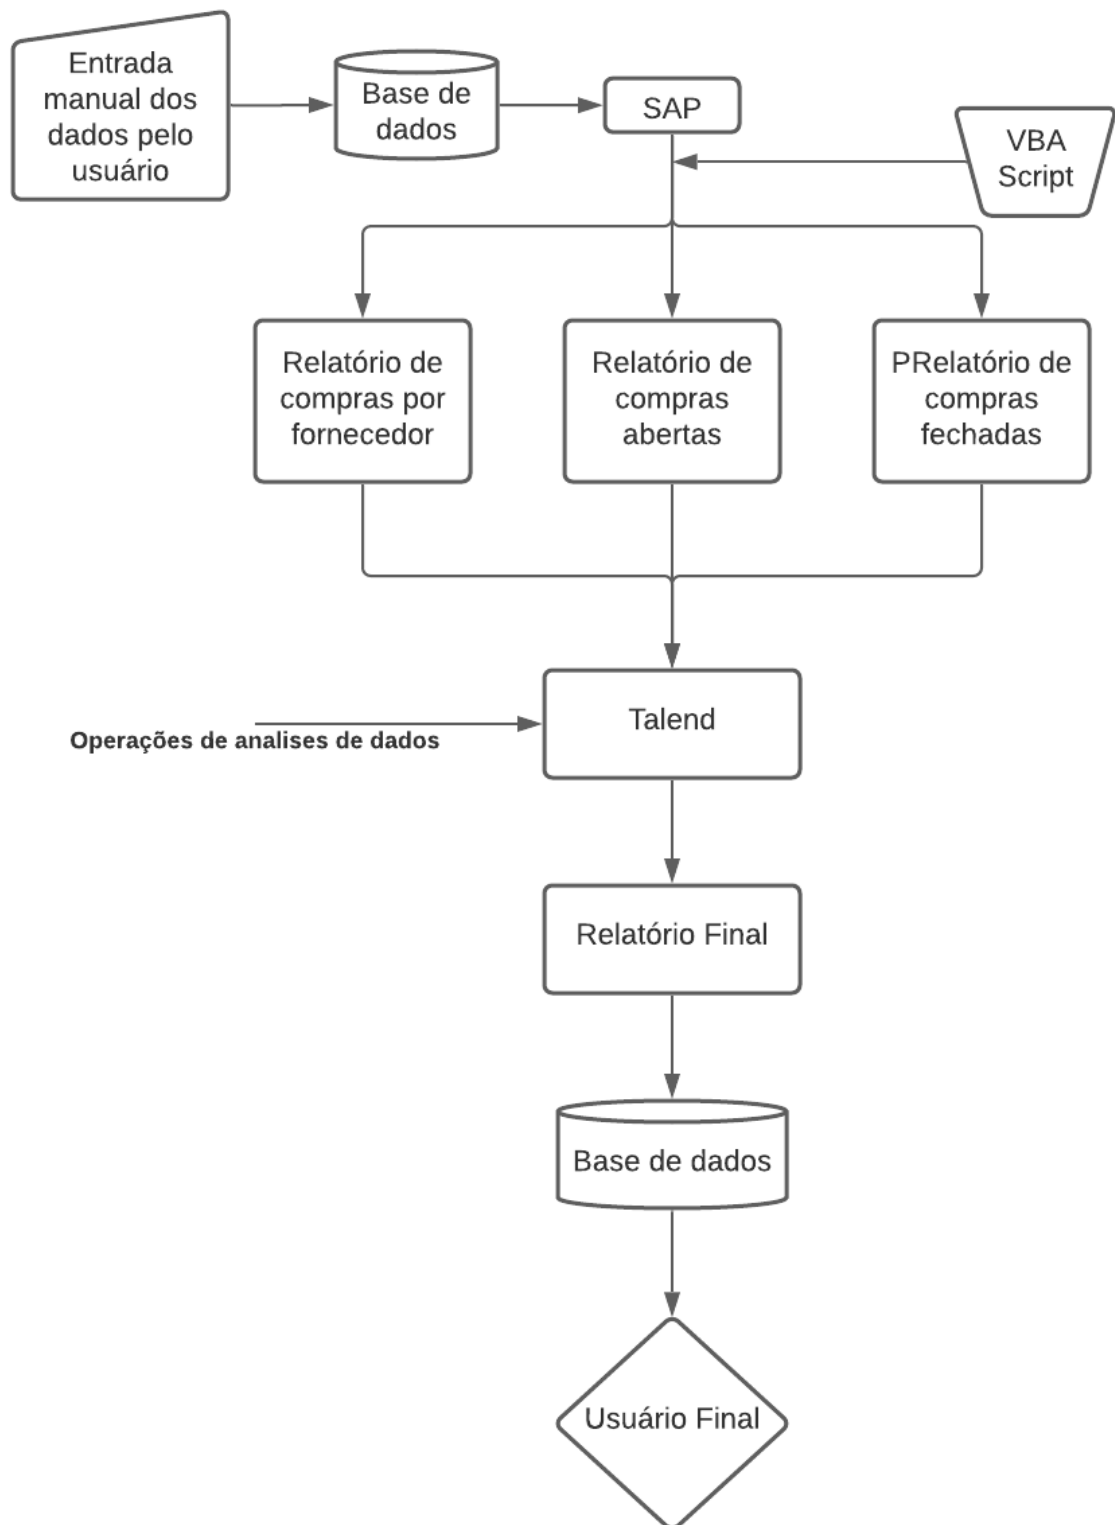 Entrada
manual dos
dados pelo
usuário
Base de
dados
SAP
VBA
Script
Relatório de
compras por
fornecedor
Relatório de
compras
abertas
PRelatório de
compras
fechadas
Talend
Operações de analises de dados
Relatório Final
Base de dados
Usuário Final